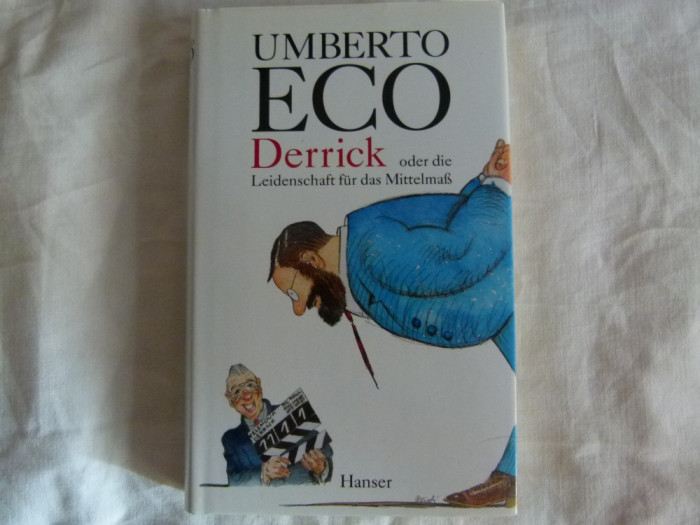 UMBERTO
ECO
Derrick oder die
Leidenschaft für das Mittelmaß
Hanser